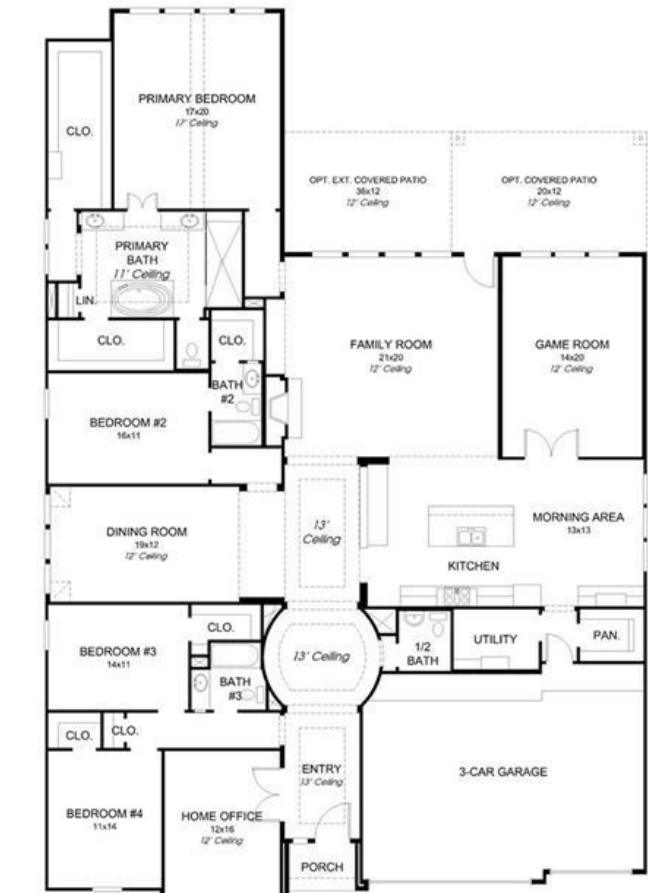 PRIMARY BEDROOM
17x20
17' Ceiling
CLO.
OPT. EXT. COVERED PATIO
36x12
12' Ceiling
OPT. COVERED PATIO
20x12
12' Ceiling
PRIMARY
BATH
11' Ceiling
LIN.
CLO.
CLO.
FAMILY ROOM
21x20
12' Ceiling
GAME ROOM
14x20
12' Ceiling
BATH
#2
BEDROOM #2
16x11
DINING ROOM
19x12
12' Ceiling
13'
Ceiling
MORNING AREA
13x13
KITCHEN
CLO.
BEDROOM #3
14x11
BATH
#3
13' Ceiling
1/2
BATH
UTILITY
PAN.
CLO.
CLO.
ENTRY
13' Ceiling
3-CAR GARAGE
BEDROOM #4
11x14
HOME OFFICE
12x16
12' Ceiling
PORCH